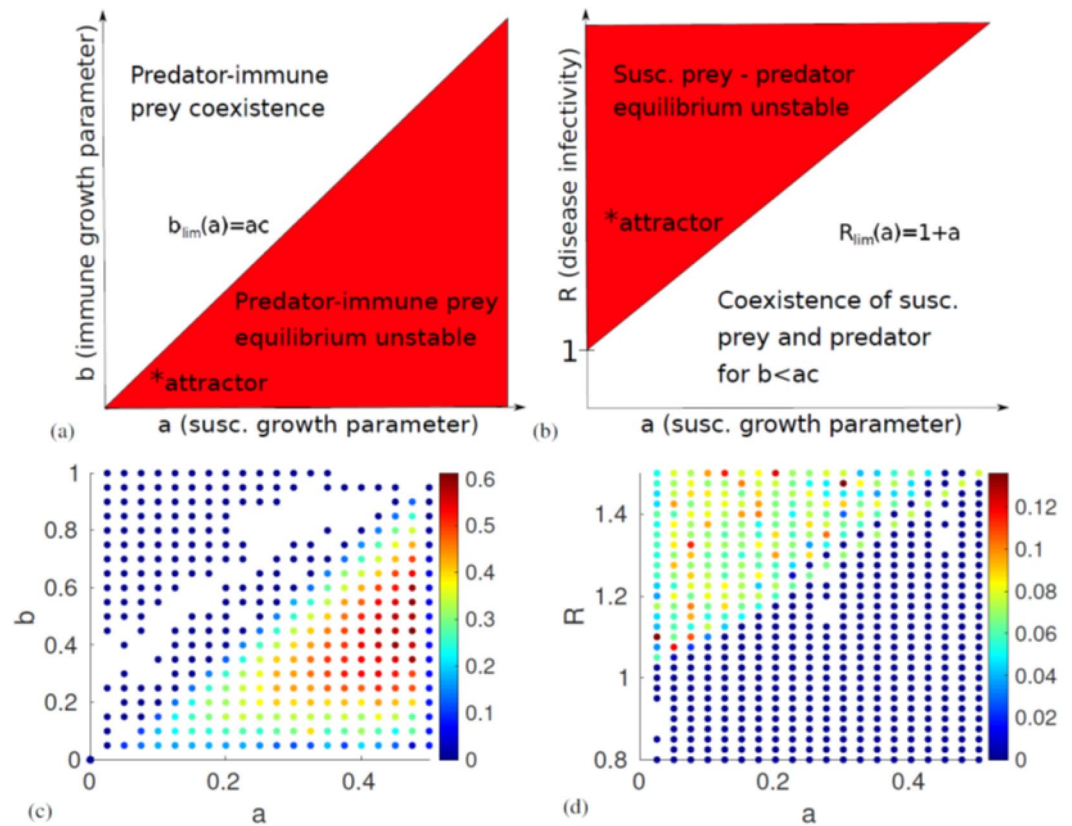 b (immune growth parameter)
Predator-immune
prey coexistence
b_lim(a)=ac
Predator-immune prey
equilibrium unstable
*attractor
(a)
a (susc. growth parameter)
R (disease infectivity)
Susc. prey - predator
equilibrium unstable
*attractor
R_lim(a)=1+a
Coexistence of susc.
prey and predator
for b<ac
1
(b)
a (susc. growth parameter)
b
1
0.8
0.6
0.4
0.2
0
0
0.2
0.4
a
(c)
0.6
0.5
0.4
0.3
0.2
0.1
0
R
1.4
1.2
1
0.8
0
0.2
0.4
a
(d)
0.12
0.1
0.08
0.06
0.04
0.02
0